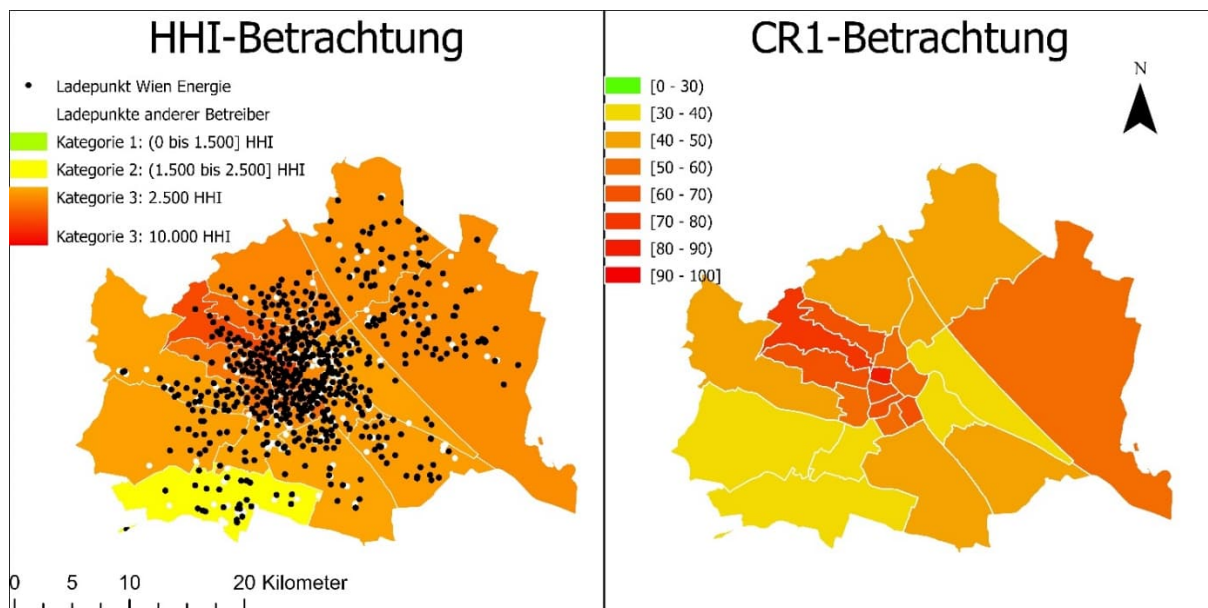 HHI-Betrachtung
Ladepunkt Wien Energie
Ladepunkte anderer Betreiber
Kategorie 1: (0 bis 1.500] HHI
Kategorie 2: (1.500 bis 2.500] HHI
Kategorie 3: 2.500 HHI
Kategorie 3: 10.000 HHI
0 5 10 20 Kilometer
CR1-Betrachtung
[0 - 30)
[30 - 40)
[40 - 50)
[50 - 60)
[60 - 70)
[70 - 80)
[80 - 90)
[90 - 100]
N